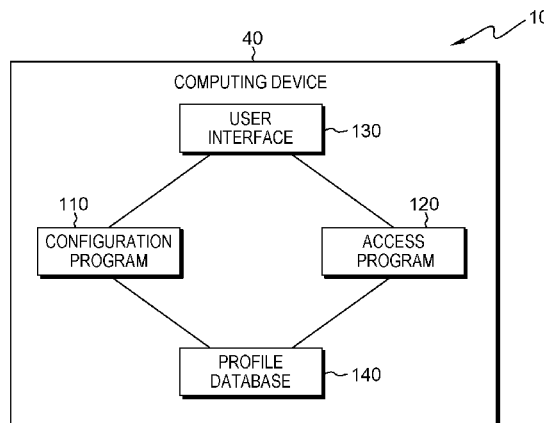 10
40
COMPUTING DEVICE
USER
INTERFACE
130
110
120
CONFIGURATION
PROGRAM
ACCESS
PROGRAM
PROFILE
DATABASE
140